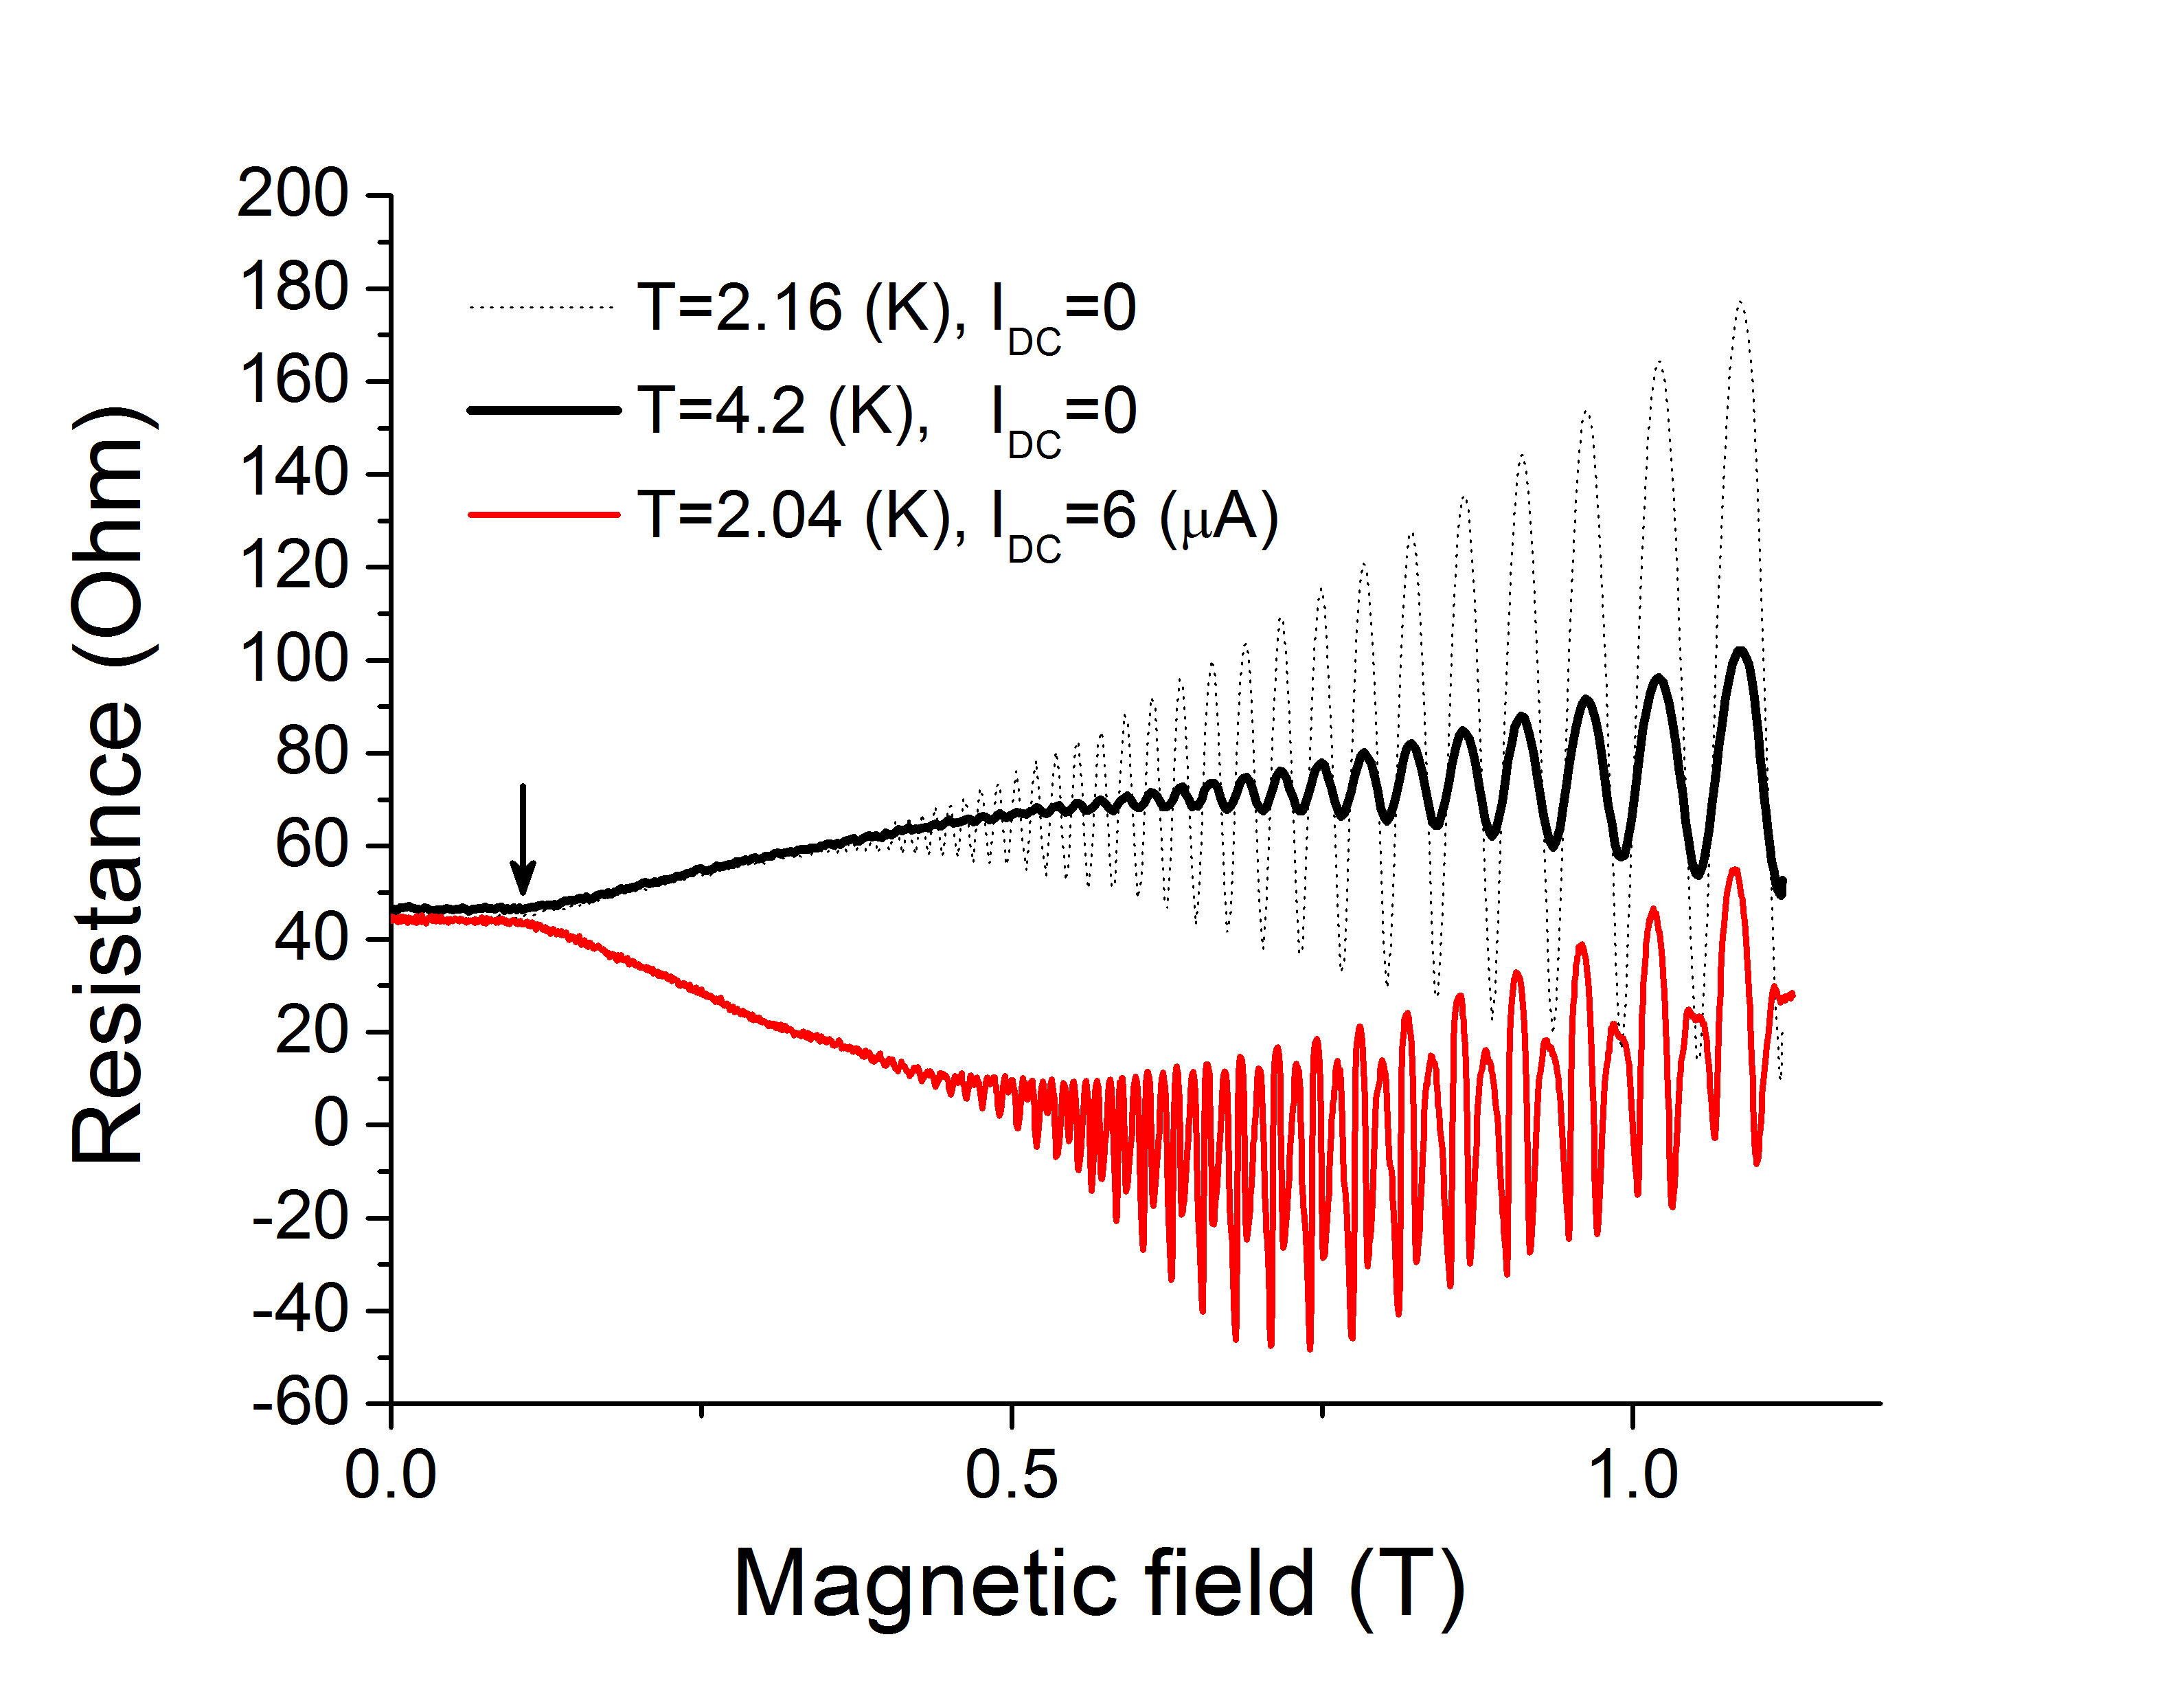 200
180
160
140
120
100
80
60
40
20
0
-20
-40
-60
Resistance (Ohm)
T=2.16 (K), I_DC=0
T=4.2 (K), I_DC=0
T=2.04 (K), I_DC=6 (μA)
0.0 0.5 1.0
Magnetic field (T)